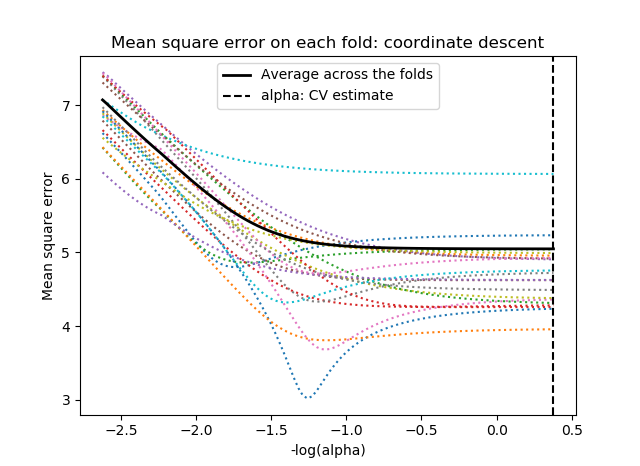 Mean square error on each fold: coordinate descent
Average across the folds
alpha: CV estimate
Mean square error
7
6
5
4
3
−2.5
−2.0
−1.5
−1.0
−0.5
0.0
0.5
-log(alpha)